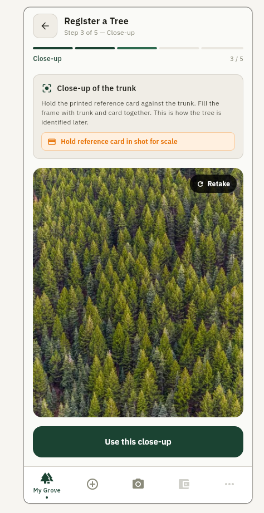 Register a Tree
Step 3 of 5 — Close-up
Close-up
3 / 5
Close-up of the trunk
Hold the printed reference card against the trunk. Fill the
frame with trunk and card together. This is how the tree is
identified later.
Hold reference card in shot for scale
Retake
Use this close-up
My Grove